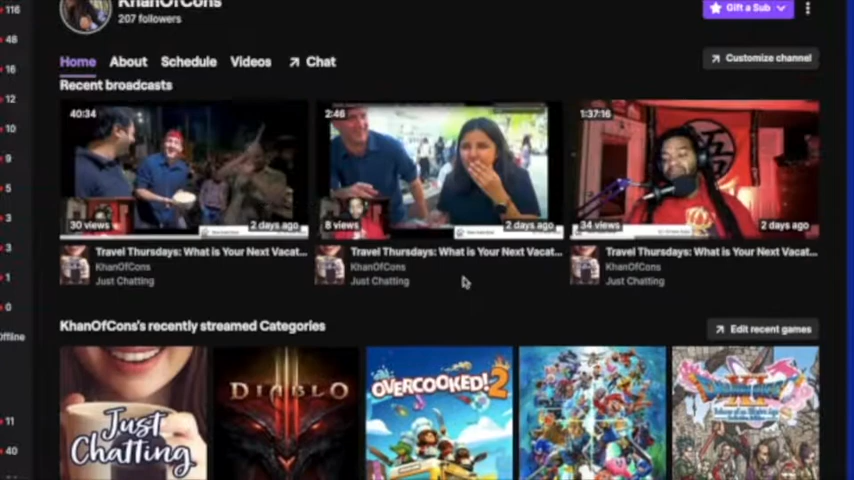 116
KhanOfCons
207 followers
Gift a Sub
48
16
Home About Schedule Videos Chat
Customize channel
Recent broadcasts
12
10
9
5
3
3
1
0
Offline
11
40
40:34
2:46
1:37:16
30 views
2 days ago
8 views
2 days ago
34 views
2 days ago
Travel Thursdays: What is Your Next Vacat...
KhanOfCons
Just Chatting
Travel Thursdays: What is Your Next Vacat...
KhanOfCons
Just Chatting
Travel Thursdays: What is Your Next Vacat...
KhanOfCons
Just Chatting
KhanOfCons's recently streamed Categories
Edit recent games
Just
Chatting
DIABLO
III
OVERCOOKED! 2
DRAGON QUEST XI